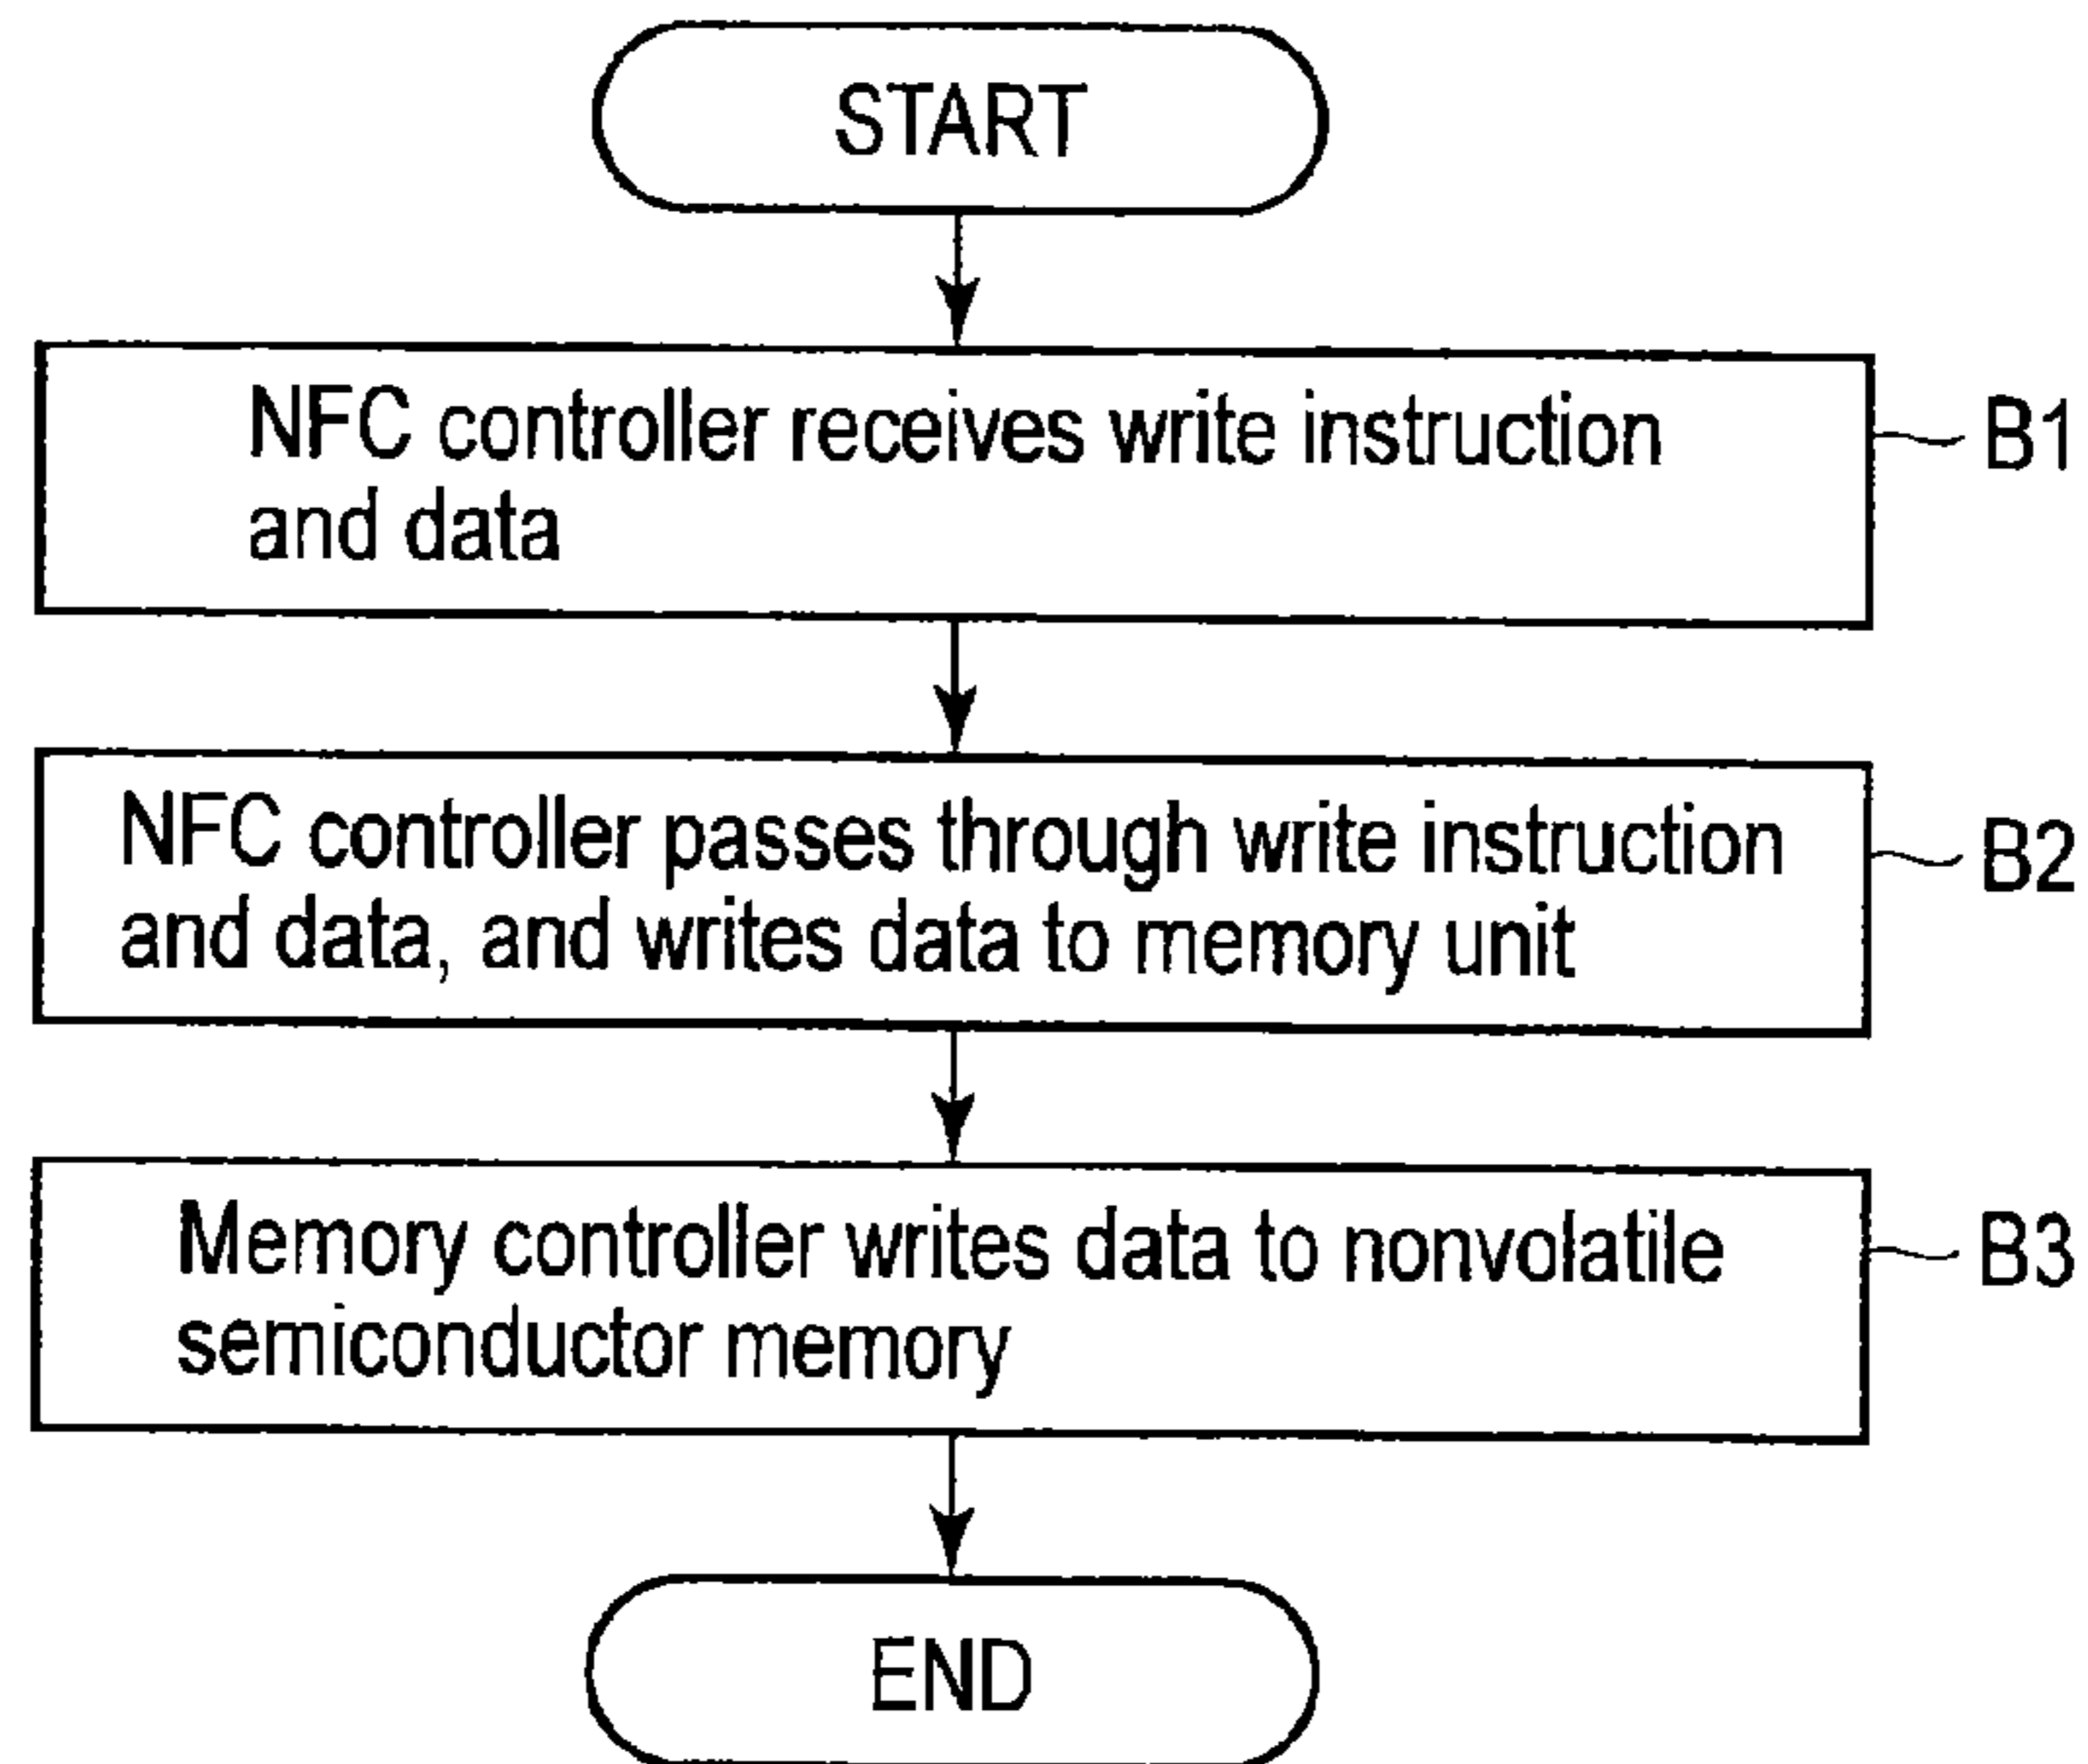 START
NFC controller receives write instruction
and data
B1
NFC controller passes through write instruction
and data, and writes data to memory unit
B2
Memory controller writes data to nonvolatile
semiconductor memory
B3
END